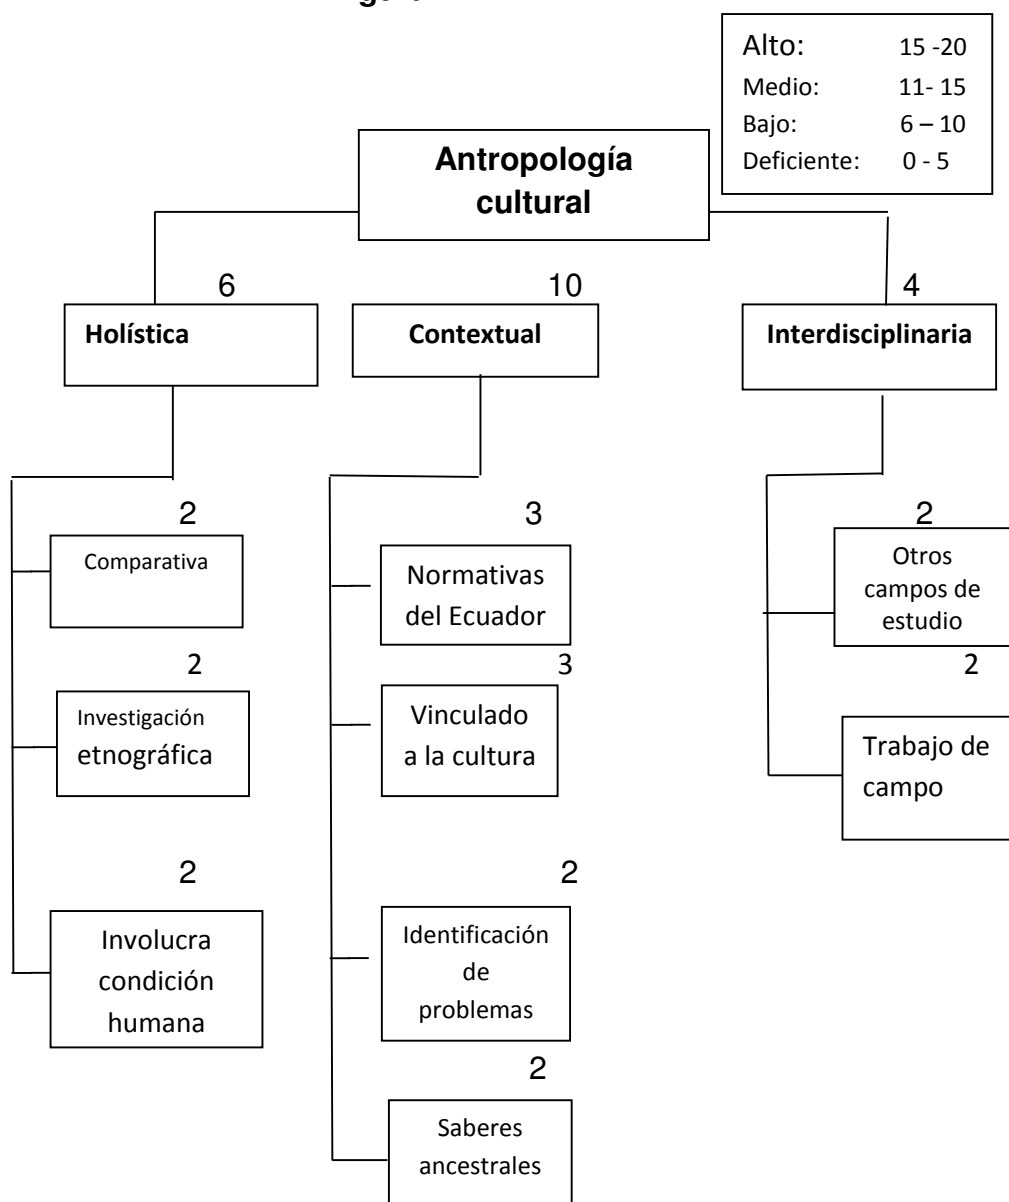 Alto: 15 -20
Medio: 11- 15
Bajo: 6 – 10
Deficiente: 0 - 5
Antropología
cultural
6
Holística
10
Contextual
4
Interdisciplinaria
2
Comparativa
2
Investigación
etnográfica
2
Involucra
condición
humana
3
Normativas
del Ecuador
3
Vinculado
a la cultura
2
Identificación
de
problemas
2
Saberes
ancestrales
2
Otros
campos de
estudio
2
Trabajo de
campo